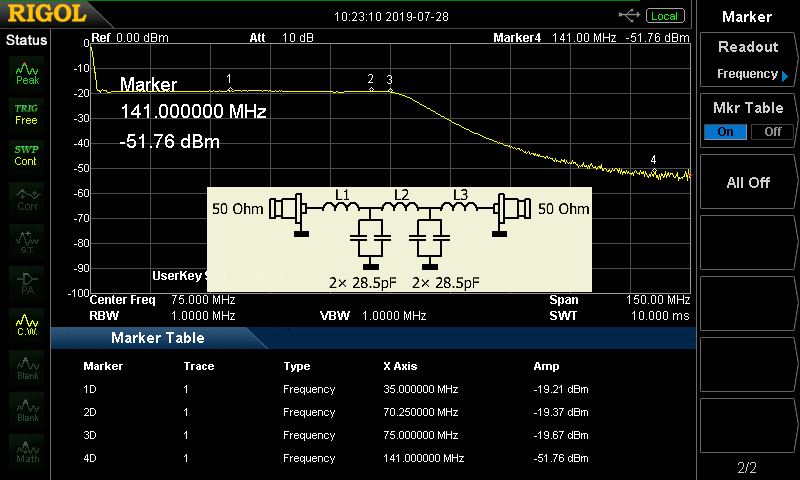 RIGOL
10:23:10 2019-07-28
Local
Status
Peak
TRIG
Free
SWP
Cont
Corr
S.T.
PA
C.W.
Blank
Blank
Math
Ref 0.00 dBm Att 10 dB Marker4 141.00 MHz -51.76 dBm
0
-10
-20
-30
-40
-50
-60
-70
-80
-90
-100
Marker
141.000000 MHz
-51.76 dBm
1 2 3 4
L1 L2 L3
50 Ohm 50 Ohm
2× 28.5pF 2× 28.5pF
UserKey S
Center Freq 75.000 MHz Span 150.00 MHz
RBW 1.0000 MHz VBW 1.0000 MHz SWT 10.000 ms
Marker Table
Marker Trace Type X Axis Amp
1D 1 Frequency 35.000000 MHz -19.21 dBm
2D 1 Frequency 70.250000 MHz -19.37 dBm
3D 1 Frequency 75.000000 MHz -19.67 dBm
4D 1 Frequency 141.000000 MHz -51.76 dBm
Marker
Readout
Frequency
Mkr Table
On Off
All Off
2/2